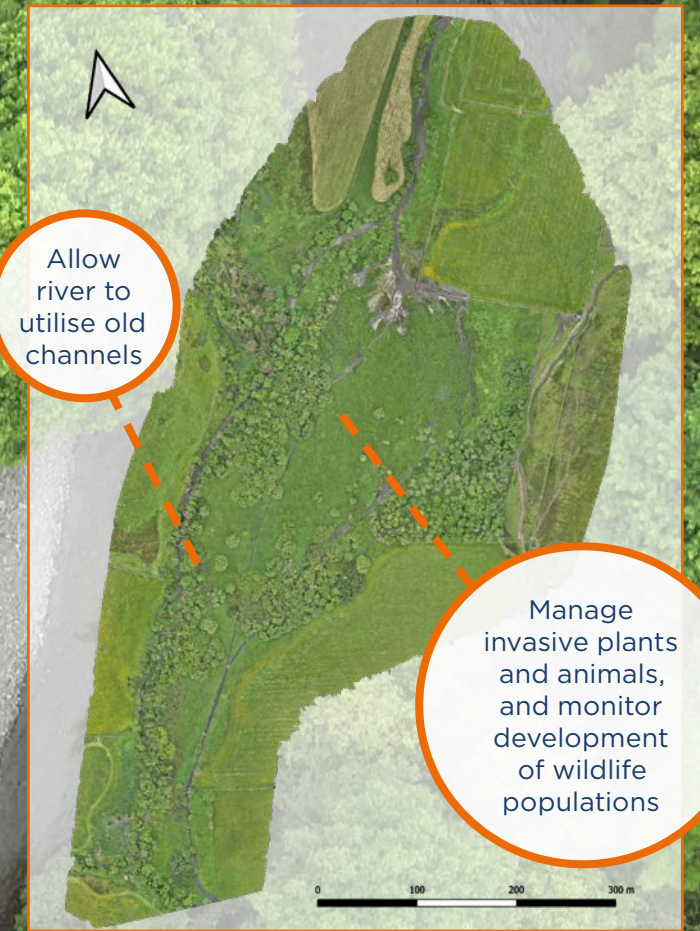 Allow
river to
utilise old
channels
Manage
invasive plants
and animals,
and monitor
development
of wildlife
populations
0 100 200 300 m